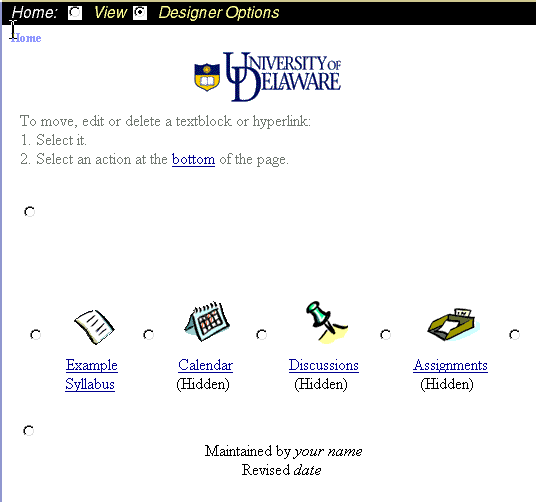 Home: View Designer Options
Home
UNIVERSITY OF
DELAWARE
To move, edit or delete a textblock or hyperlink:
1. Select it.
2. Select an action at the bottom of the page.
Example Calendar Discussions Assignments
Syllabus (Hidden) (Hidden) (Hidden)
Maintained by your name
Revised date